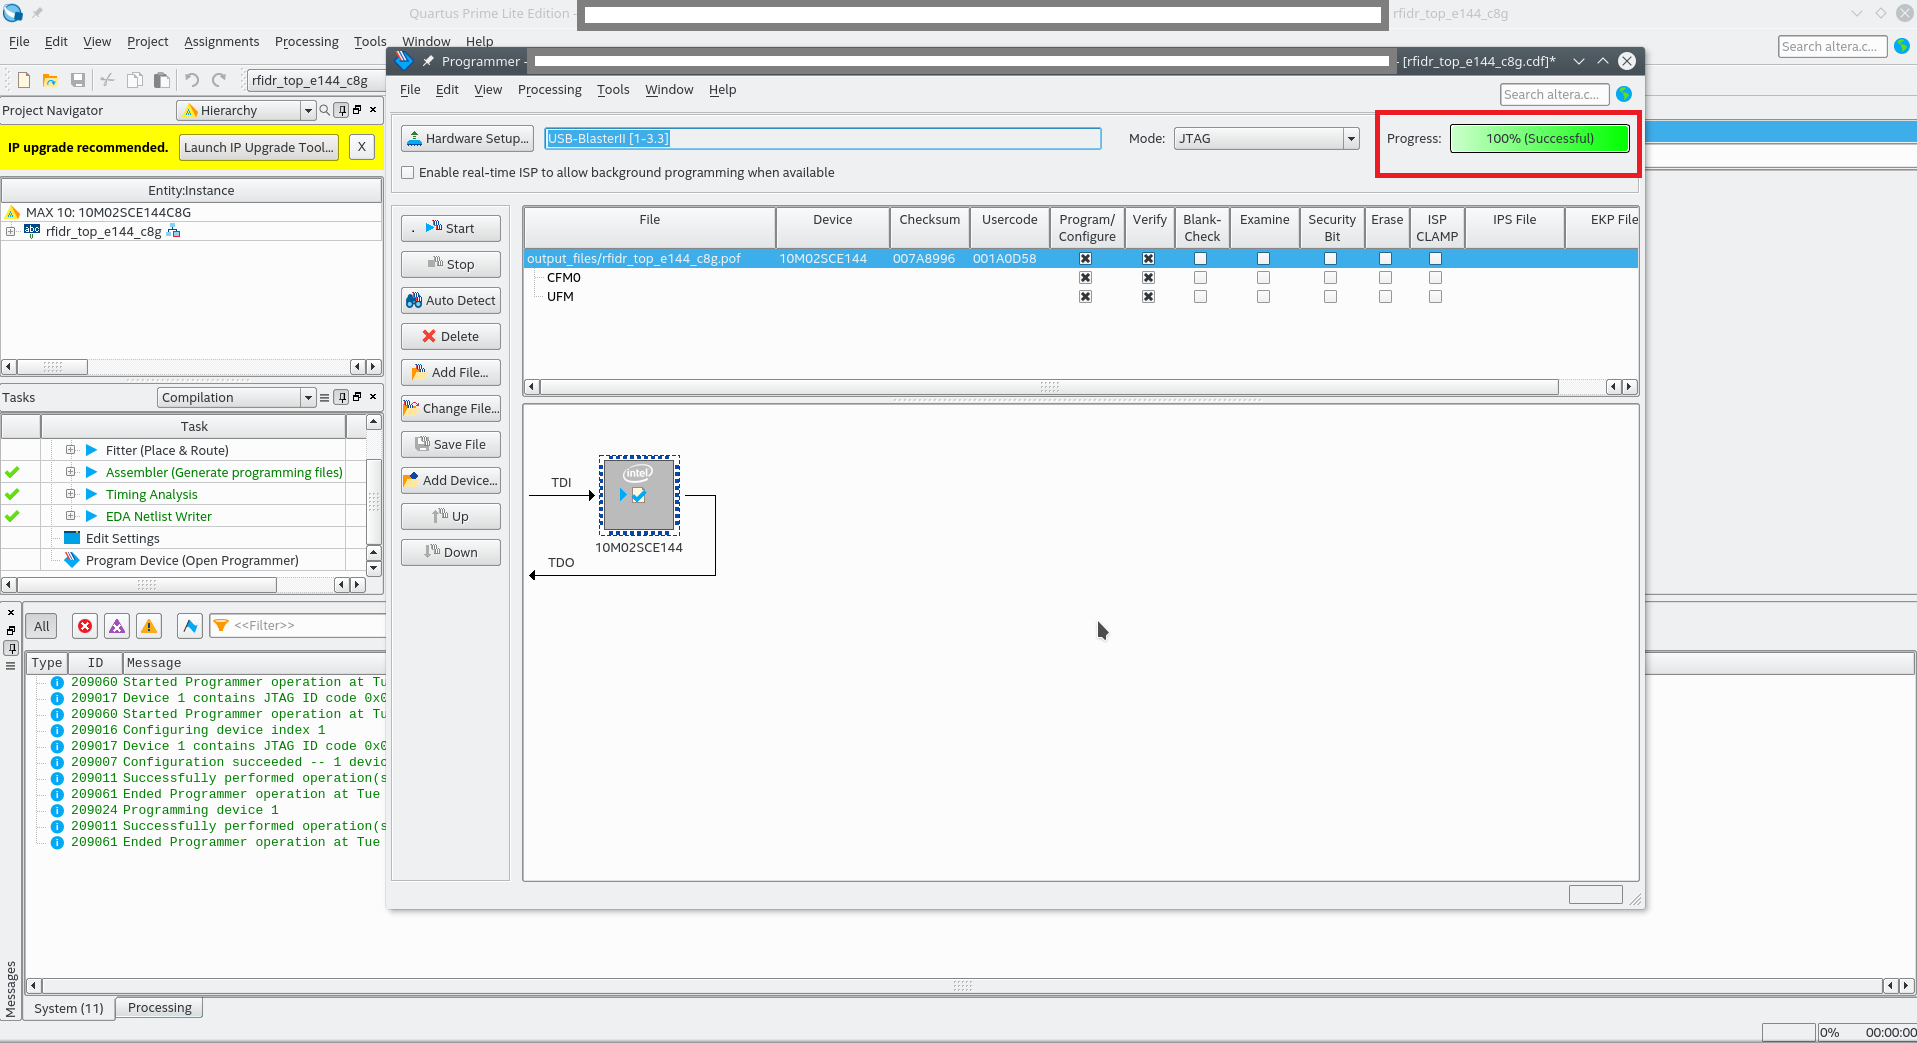 Quartus Prime Lite Edition -
rfidr_top_e144_c8g
File Edit View Project Assignments Processing Tools Window Help
Search altera.c...
rfidr_top_e144_c8g
Project Navigator
Hierarchy
IP upgrade recommended.
Launch IP Upgrade Tool...
X
Entity:Instance
MAX 10: 10M02SCE144C8G
abc
rfidr_top_e144_c8g
Tasks
Compilation
Task
Fitter (Place & Route)
Assembler (Generate programming files)
Timing Analysis
EDA Netlist Writer
Edit Settings
Program Device (Open Programmer)
Programmer -
- [rfidr_top_e144_c8g.cdf]*
File Edit View Processing Tools Window Help
Search altera.c...
Hardware Setup...
USB-BlasterII [1-3.3]
Mode:
JTAG
Progress:
100% (Successful)
Enable real-time ISP to allow background programming when available
Start
Stop
Auto Detect
Delete
Add File...
Change File...
Save File
Add Device...
Up
Down
File Device Checksum Usercode Program/ Verify Blank- Examine Security Erase ISP IPS File EKP File
Configure Check Bit CLAMP
output_files/rfidr_top_e144_c8g.pof 10M02SCE144 007A8996 001A0D58
CFM0
UFM
TDI
intel
10M02SCE144
TDO
All
<<Filter>>
Type ID Message
209060 Started Programmer operation at Tu
209017 Device 1 contains JTAG ID code 0x0
209060 Started Programmer operation at Tu
209016 Configuring device index 1
209017 Device 1 contains JTAG ID code 0x0
209007 Configuration succeeded -- 1 devic
209011 Successfully performed operation(s
209061 Ended Programmer operation at Tue
209024 Programming device 1
209011 Successfully performed operation(s
209061 Ended Programmer operation at Tue
Messages
System (11)
Processing
0% 00:00:00